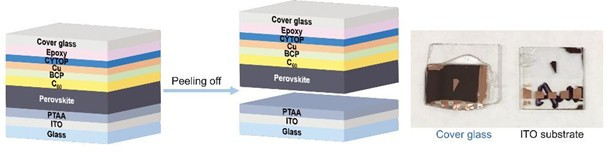 Cover glass
Epoxy
CYTOP
Cu
BCP
C60
Perovskite
PTAA
ITO
Glass
Peeling off
Cover glass
Epoxy
CYTOP
Cu
BCP
C60
Perovskite
PTAA
ITO
Glass
Cover glass
ITO substrate